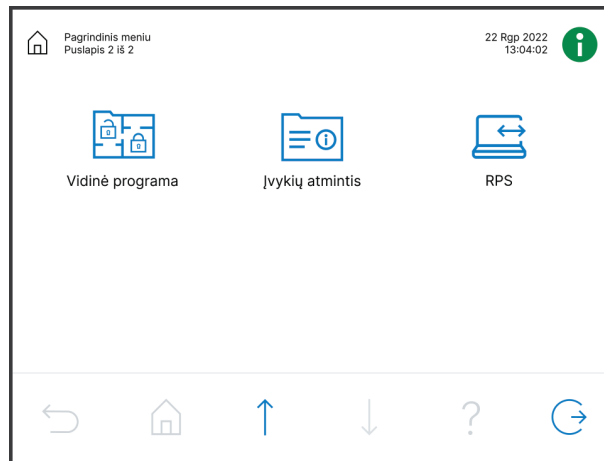 Pagrindinis meniu
Puslapis 2 iš 2
22 Rgp 2022
13:04:02
Vidinė programa
Įvykių atmintis
RPS